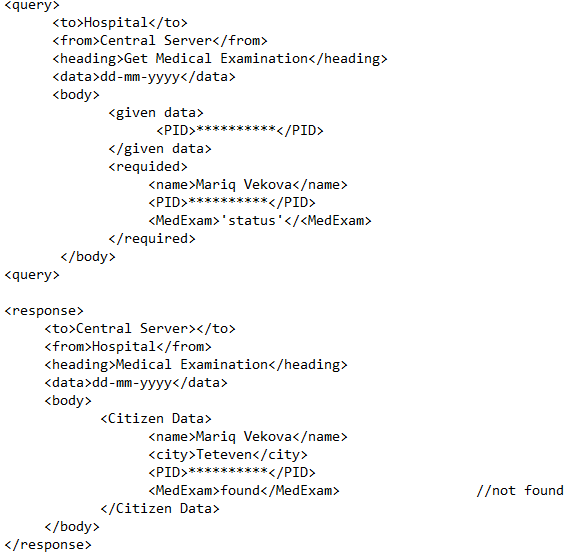 <query>
<to>Hospital</to>
<from>Central Server</from>
<heading>Get Medical Examination</heading>
<data>dd-mm-yyyy</data>
<body>
<given data>
<PID>**********</PID>
</given data>
<requided>
<name>Mariq Vekova</name>
<PID>**********</PID>
<MedExam>'status'</<MedExam>
</required>
</body>
<query>
<response>
<to>Central Server></to>
<from>Hospital</from>
<heading>Medical Examination</heading>
<data>dd-mm-yyyy</data>
<body>
<Citizen Data>
<name>Mariq Vekova</name>
<city>Teteven</city>
<PID>**********</PID>
<MedExam>found</MedExam> //not found
</Citizen Data>
</body>
</response>